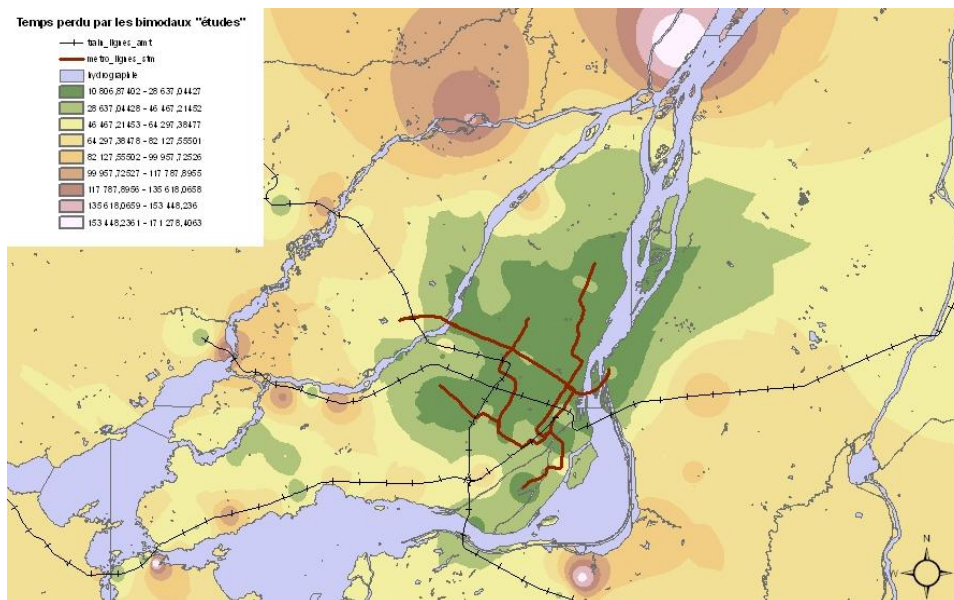 Temps perdu par les bimodaux "études"
train_lignes_amt
metro_lignes_stm
hydrographie
10 806,87402 - 28 637,04427
28 637,04428 - 46 467,21452
46 467,21453 - 64 297,38477
64 297,38478 - 82 127,55501
82 127,55502 - 99 957,72526
99 957,72527 - 117 787,8955
117 787,8956 - 135 618,0658
135 618,0659 - 153 448,236
153 448,2361 - 171 278,4063
N